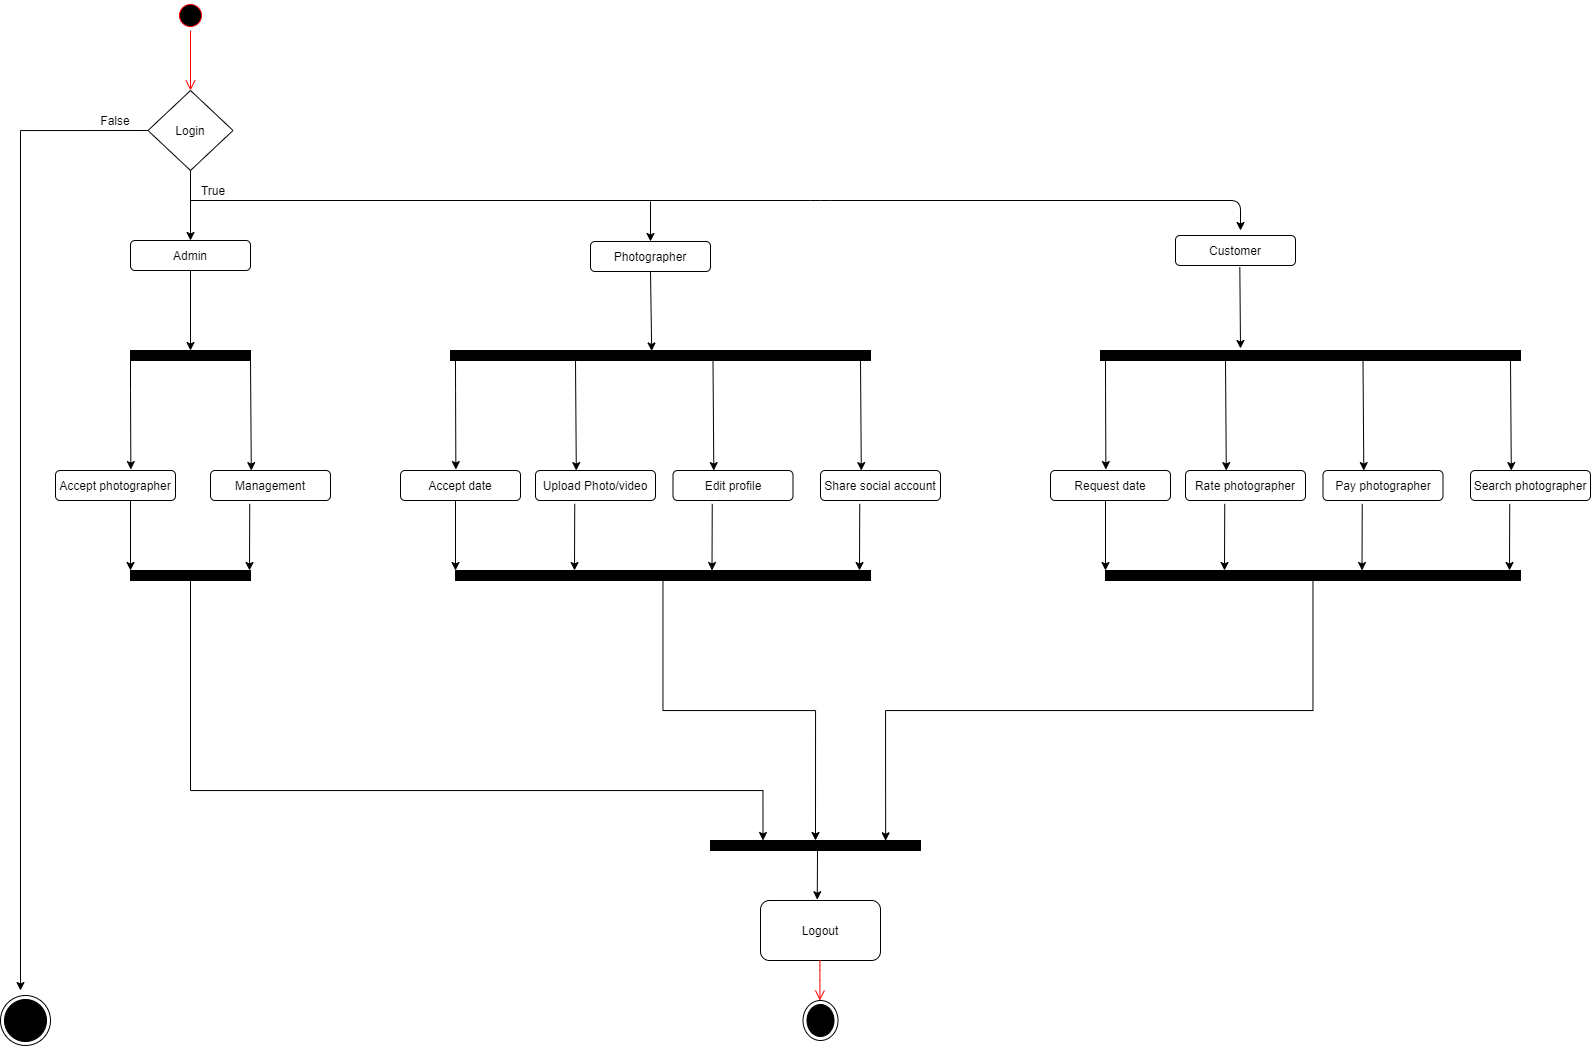 False
Login
True
Admin
Photographer
Customer
Accept photographer
Management
Accept date
Upload Photo/video
Edit profile
Share social account
Request date
Rate photographer
Pay photographer
Search photographer
Logout